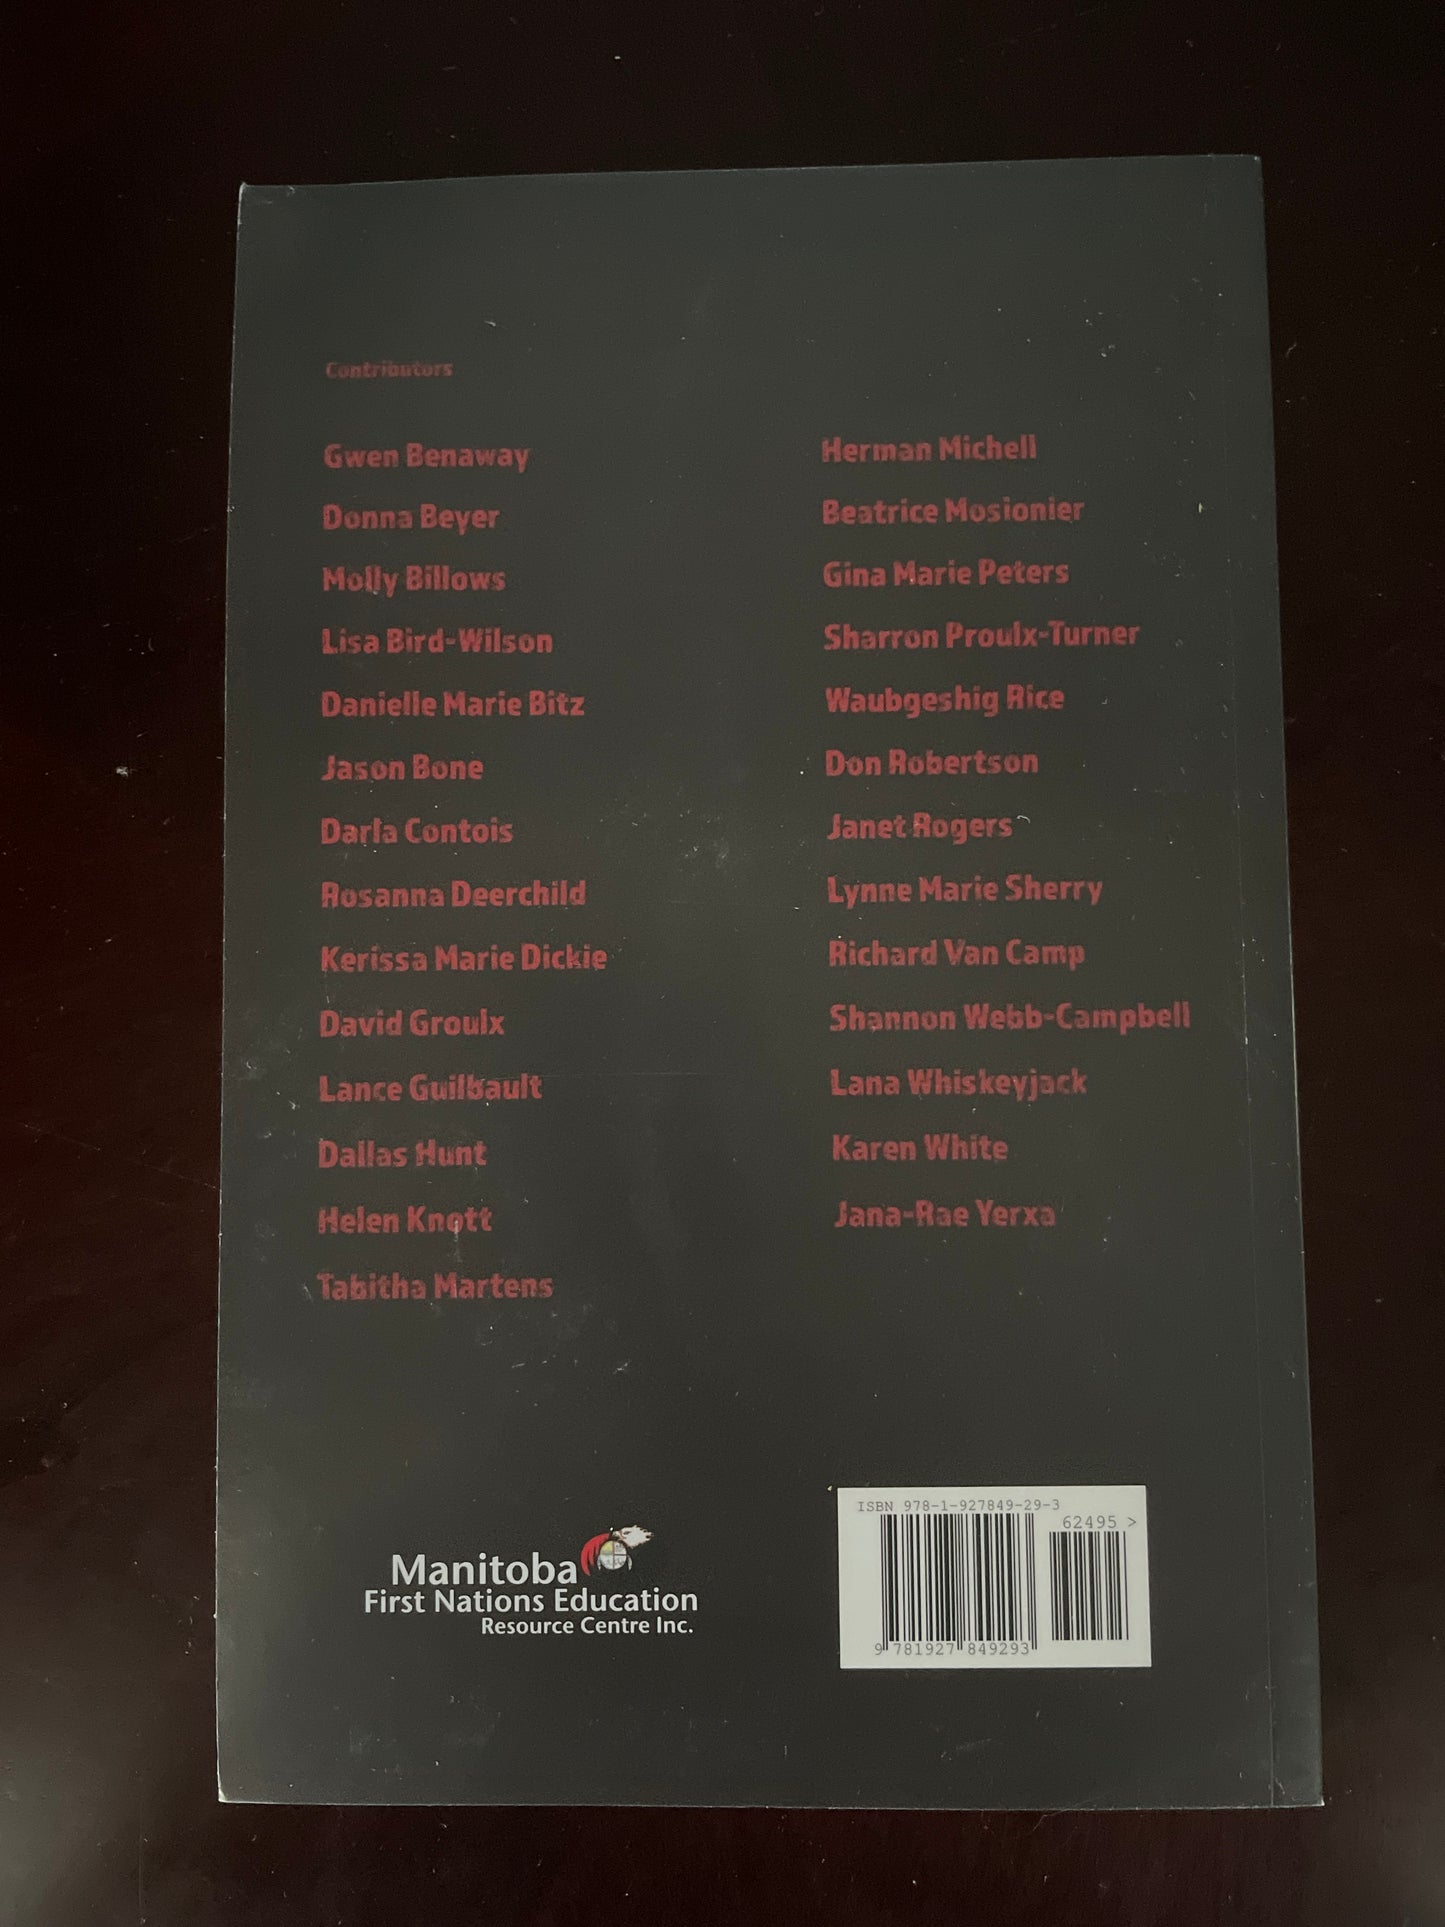 Contributors
Gwen Benaway
Donna Beyer
Molly Billows
Lisa Bird-Wilson
Danielle Marie Bitz
Jason Bone
Darla Contois
Rosanna Deerchild
Kerissa Marie Dickie
David Groulx
Lance Guilbault
Dallas Hunt
Helen Knott
Tabitha Martens
Herman Michell
Beatrice Mosionier
Gina Marie Peters
Sharron Proulx-Turner
Waubgeshig Rice
Don Robertson
Janet Rogers
Lynne Marie Sherry
Richard Van Camp
Shannon Webb-Campbell
Lana Whiskeyjack
Karen White
Jana-Rae Yerxa
Manitoba
First Nations Education
Resource Centre Inc.
ISBN 978-1-927849-29-3
62495 >
9 781927 849293